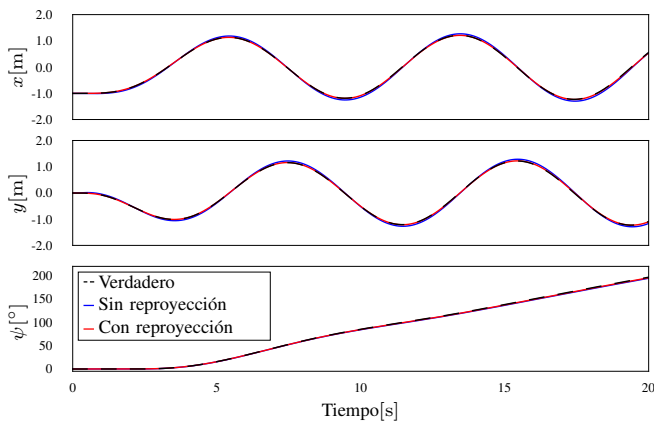 2.0
1.0
0.0
-1.0
-2.0
x[m]
2.0
1.0
0.0
-1.0
-2.0
y[m]
200
150
100
50
0
ψ[°]
Verdadero
Sin reproyección
Con reproyección
0 5 10 15 20
Tiempo[s]